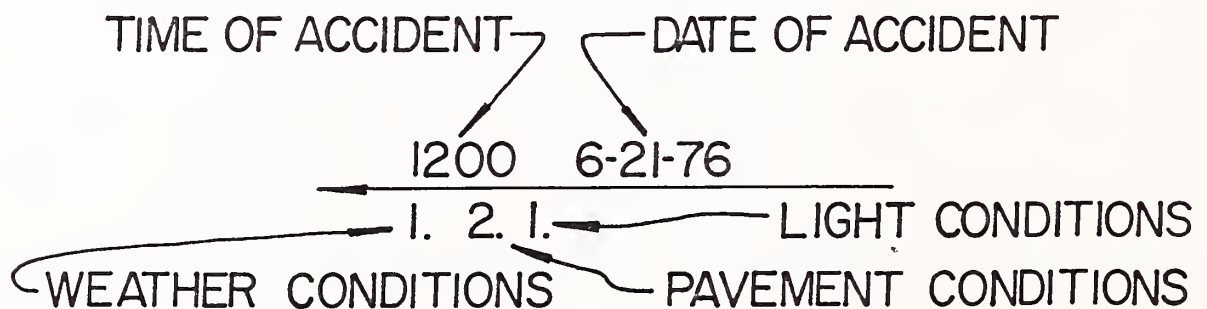 TIME OF ACCIDENT DATE OF ACCIDENT
1200 6-21-76
1. 2. 1. LIGHT CONDITIONS
WEATHER CONDITIONS PAVEMENT CONDITIONS